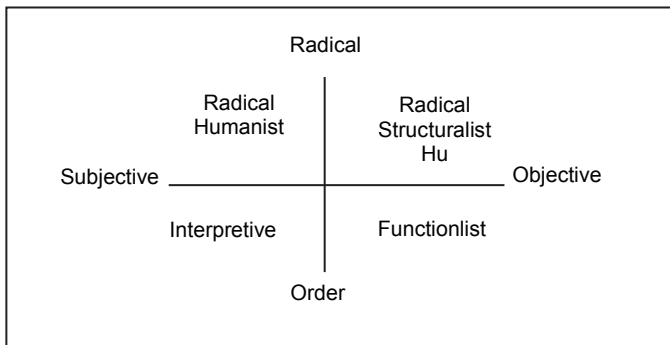 Radical
Radical
Humanist
Radical
Structuralist
Hu
Subjective
Objective
Interpretive
Functionlist
Order